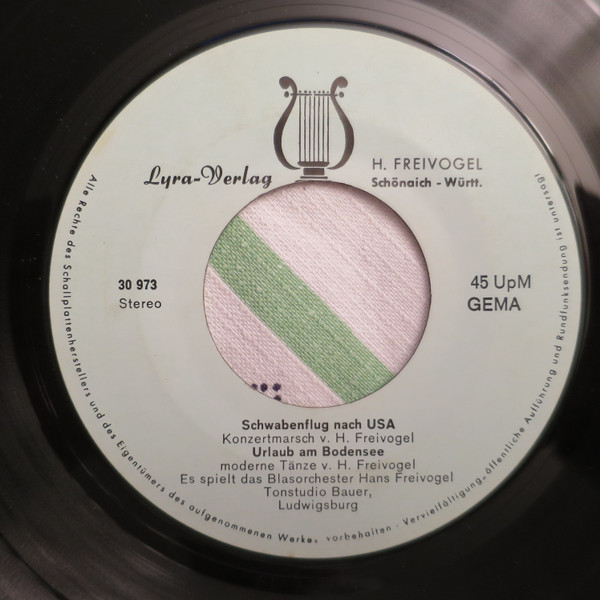 Lyra-Verlag
H. FREIVOGEL
Schönaich - Württ.
30 973
Stereo
45 UpM
GEMA
Schwabenflug nach USA
Konzertmarsch v. H. Freivogel
Urlaub am Bodensee
moderne Tänze v. H. Freivogel
Es spielt das Blasorchester Hans Freivogel
Tonstudio Bauer,
Ludwigsburg
Alle Rechte des Schallplattenherstellers und des Eigentümers des aufgenommenen Werkes vorbehalten - Vervielfältigung, öffentliche Aufführung und Rundfunksendung ist untersagt